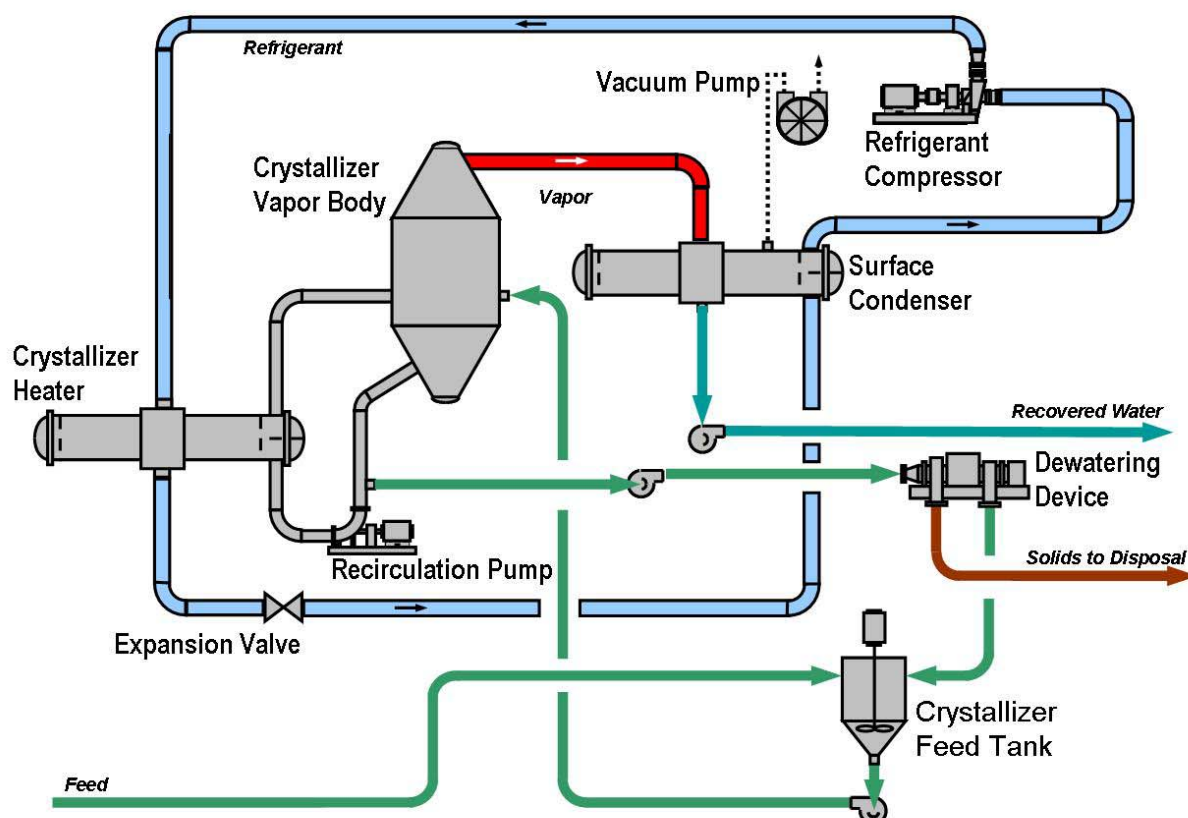 Refrigerant
Vacuum Pump
Refrigerant
Compressor
Crystallizer
Vapor Body
Vapor
Surface
Condenser
Crystallizer
Heater
Recovered Water
Dewatering
Device
Recirculation Pump
Solids to Disposal
Expansion Valve
Crystallizer
Feed Tank
Feed